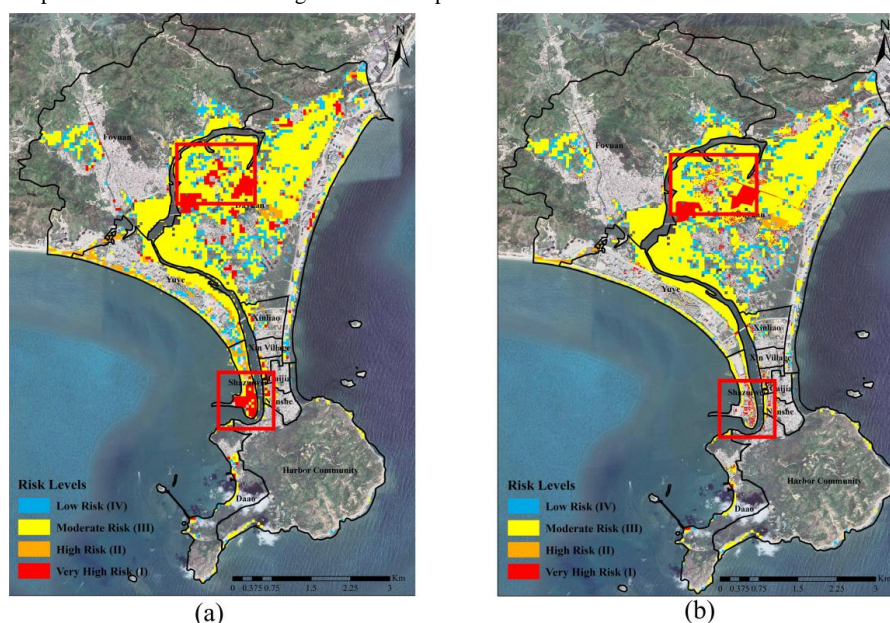 N
Foyuan
Dayuan
Yuye
Xinliao
Xin Village
Caijia
Nanshe
Harbor Community
Daao
Risk Levels
Low Risk (IV)
Moderate Risk (III)
High Risk (II)
Very High Risk (I)
Km
0 0.375 0.75 1.5 2.25 3
(a)
N
Foyuan
Yuye
Xinliao
Xin Village
Caijia
Nanshe
Harbor Community
Daao
Risk Levels
Low Risk (IV)
Moderate Risk (III)
High Risk (II)
Very High Risk (I)
Km
0 0.375 0.75 1.5 2.25 3
(b)